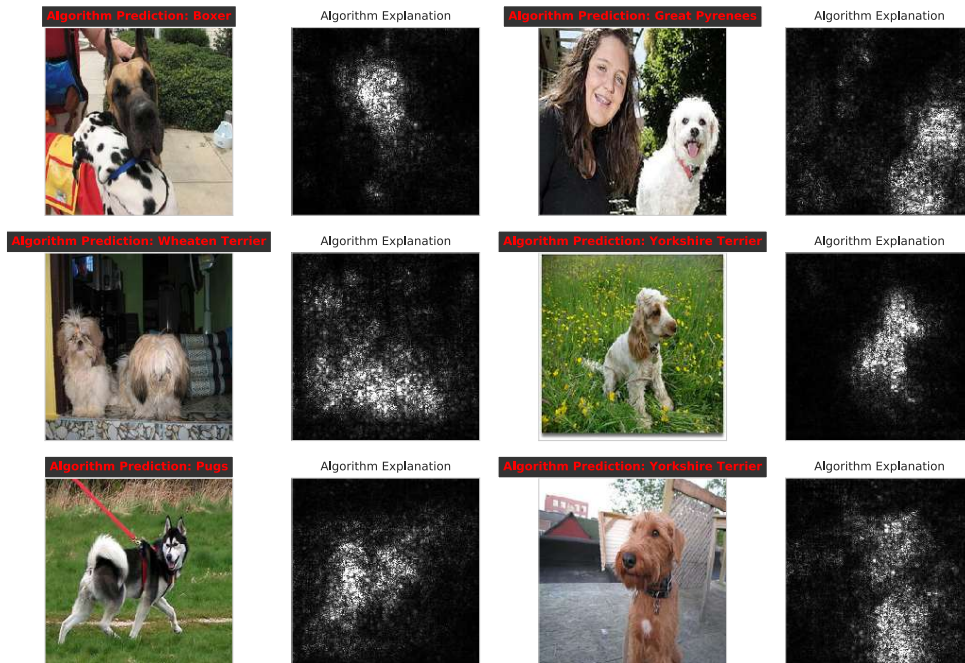 Algorithm Prediction: Boxer
Algorithm Explanation
Algorithm Prediction: Great Pyrenees
Algorithm Explanation
Algorithm Prediction: Wheaten Terrier
Algorithm Explanation
Algorithm Prediction: Yorkshire Terrier
Algorithm Explanation
Algorithm Prediction: Pugs
Algorithm Explanation
Algorithm Prediction: Yorkshire Terrier
Algorithm Explanation